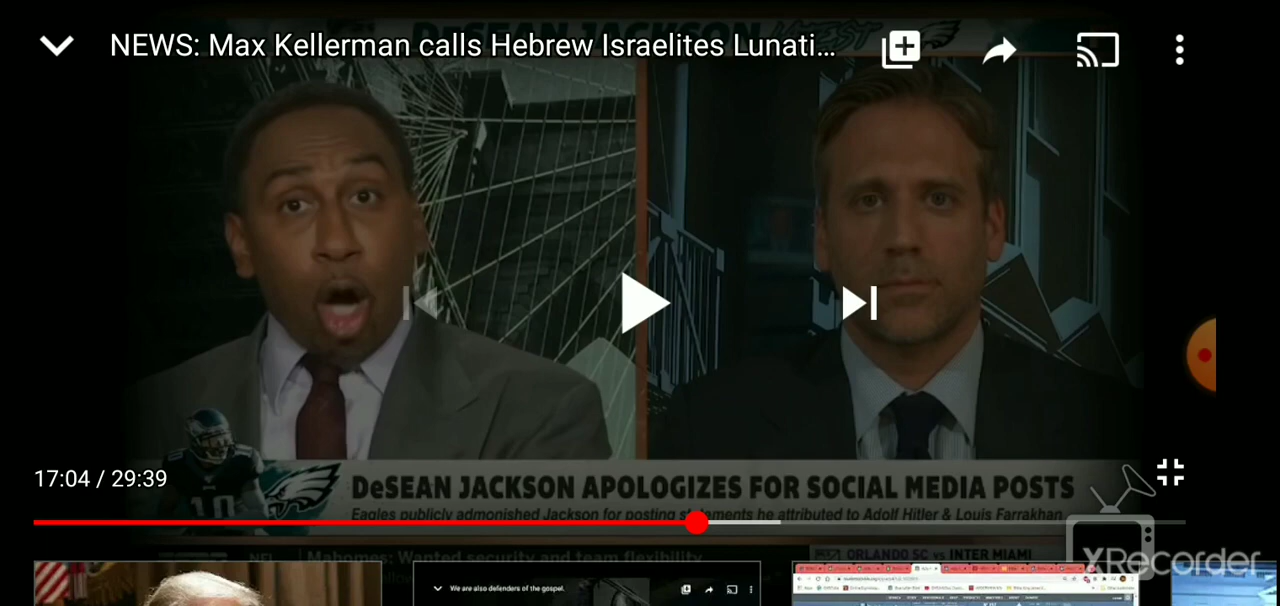 NEWS: Max Kellerman calls Hebrew Israelites Lunati...
DeSEAN JACKSON
17:04 / 29:39
10
DeSEAN JACKSON APOLOGIZES FOR SOCIAL MEDIA POSTS
Eagles publicly admonished Jackson for posting statements he attributed to Adolf Hitler & Louis Farrakhan
NFL
Mahomes: Wanted security and team flexibility
ORLANDO SC vs INTER MIAMI
We are also defenders of the gospel.
XRecorder